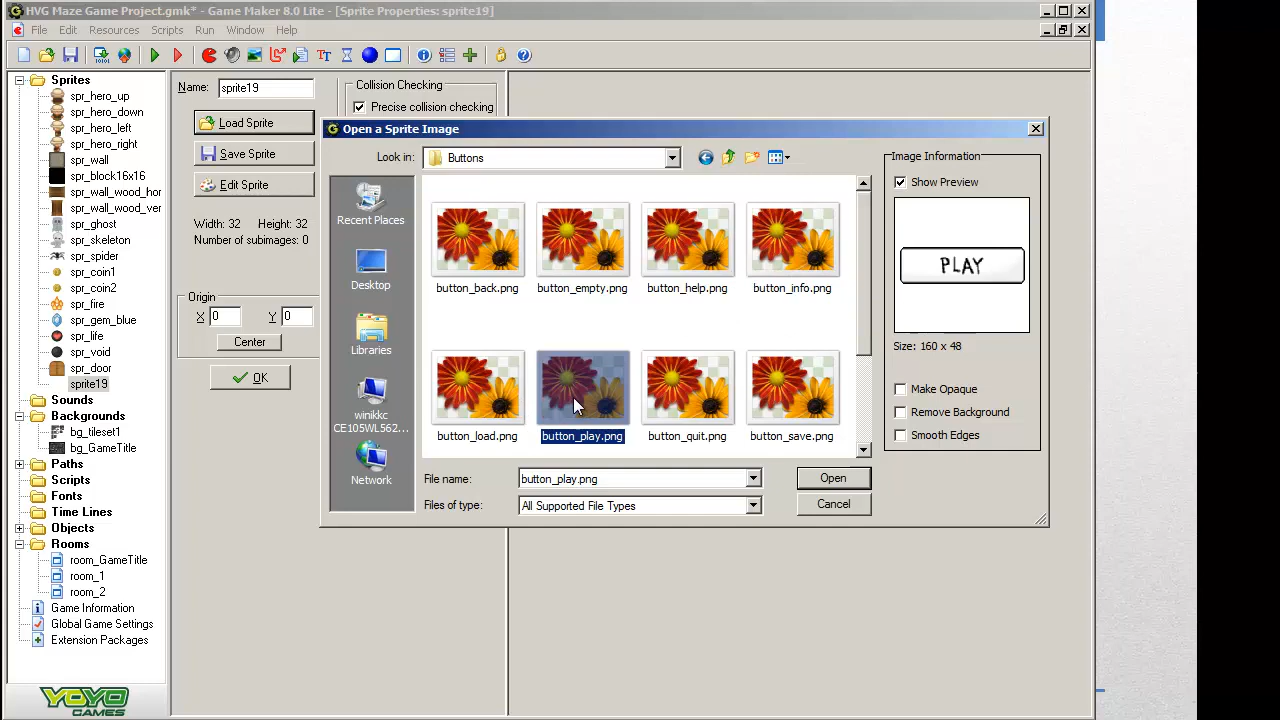 HVG Maze Game Project.gmk* - Game Maker 8.0 Lite - [Sprite Properties: sprite19]
File Edit Resources Scripts Run Window Help
Sprites
spr_hero_up
spr_hero_down
spr_hero_left
spr_hero_right
spr_wall
spr_block16x16
spr_wall_wood_hor
spr_wall_wood_ver
spr_ghost
spr_skeleton
spr_spider
spr_coin1
spr_coin2
spr_fire
spr_gem_blue
spr_life
spr_void
spr_door
sprite19
Sounds
Backgrounds
bg_tileset1
bg_GameTitle
Paths
Scripts
Fonts
Time Lines
Objects
Rooms
room_GameTitle
room_1
room_2
Game Information
Global Game Settings
Extension Packages
YOYO
GAMES
Name: sprite19
Load Sprite
Save Sprite
Edit Sprite
Width: 32 Height: 32
Number of subimages: 0
Origin
X 0 Y 0
Center
OK
Collision Checking
Precise collision checking
Open a Sprite Image
Look in: Buttons
Recent Places
Desktop
Libraries
winikkc
CE105WL562...
Network
button_back.png button_empty.png button_help.png button_info.png
button_load.png button_play.png button_quit.png button_save.png
File name: button_play.png
Files of type: All Supported File Types
Open
Cancel
Image Information
Show Preview
PLAY
Size: 160 x 48
Make Opaque
Remove Background
Smooth Edges